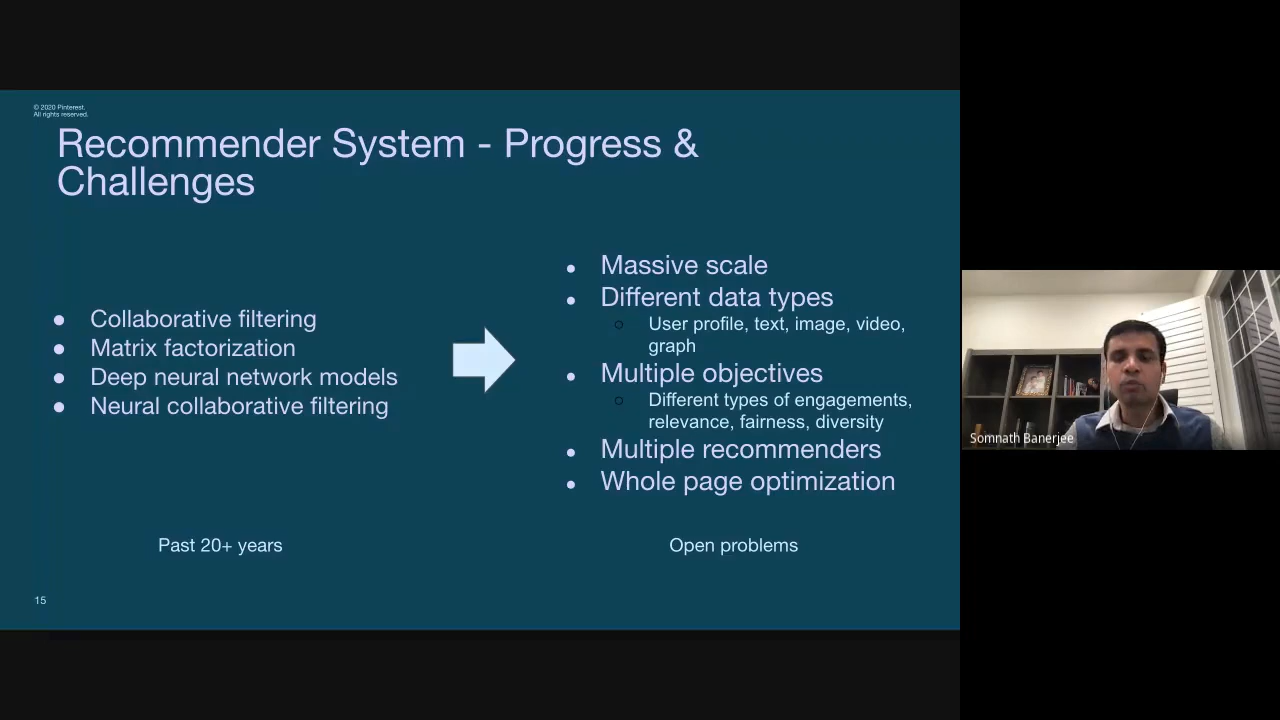 © 2020 Pinterest.
All rights reserved.
Recommender System - Progress &
Challenges
● Collaborative filtering
● Matrix factorization
● Deep neural network models
● Neural collaborative filtering
Past 20+ years
● Massive scale
● Different data types
○ User profile, text, image, video,
graph
● Multiple objectives
○ Different types of engagements,
relevance, fairness, diversity
● Multiple recommenders
● Whole page optimization
Open problems
15
Somnath Banerjee